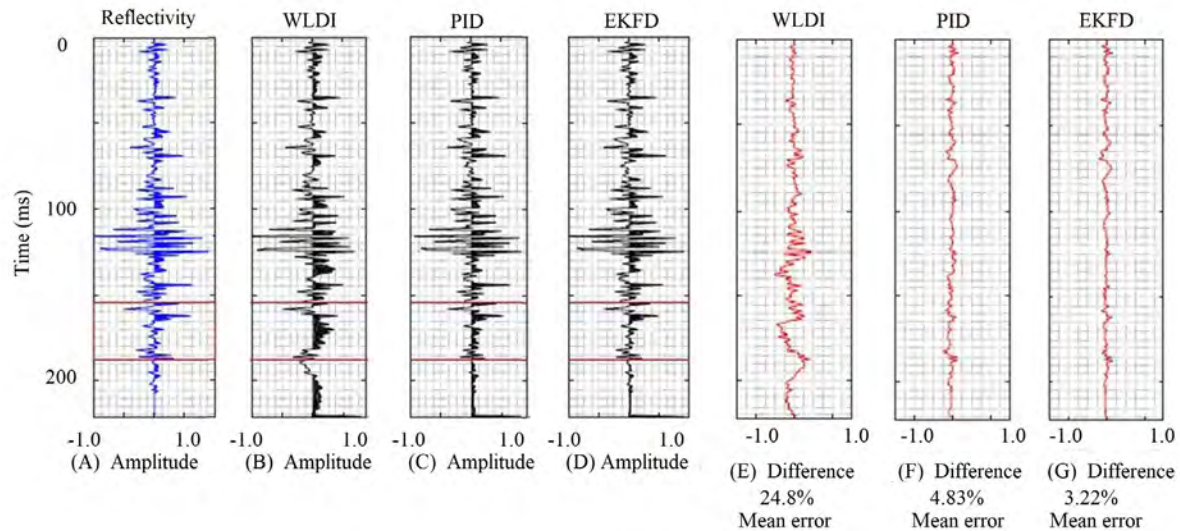 Reflectivity WLDI PID EKFD WLDI PID EKFD
0
100
200
Time (ms)
-1.0 1.0 -1.0 1.0 -1.0 1.0 -1.0 1.0 -1.0 1.0 -1.0 1.0 -1.0 1.0
(A) Amplitude (B) Amplitude (C) Amplitude (D) Amplitude (E) Difference (F) Difference (G) Difference
24.8% 4.83% 3.22%
Mean error Mean error Mean error